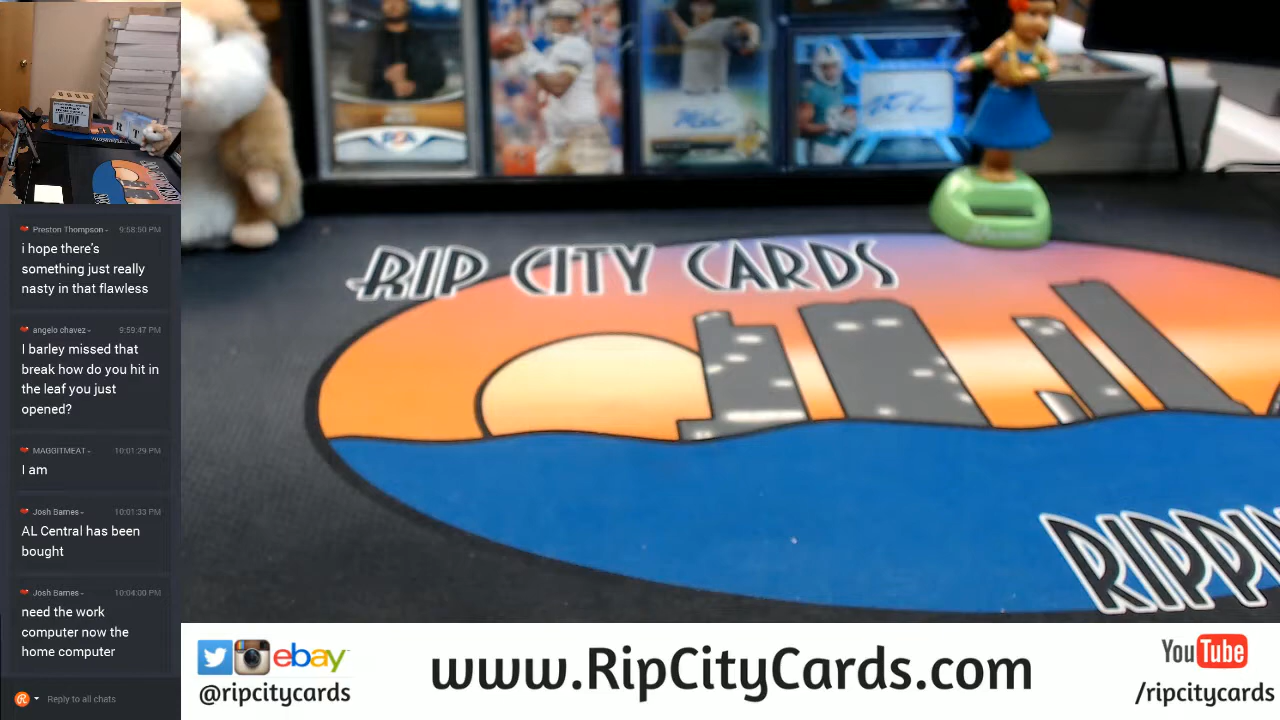 Preston Thompson - 9:58:50 PM
i hope there's
something just really
nasty in that flawless
angelo chavez - 9:59:47 PM
I barley missed that
break how do you hit in
the leaf you just
opened?
MAGGITMEAT - 10:01:29 PM
I am
Josh Barnes - 10:01:33 PM
AL Central has been
bought
Josh Barnes - 10:04:00 PM
need the work
computer now the
home computer
Reply to all chats
RIP CITY CARDS
RIPPIN
ebay
@ripcitycards
www.RipCityCards.com
YouTube
/ripcitycards